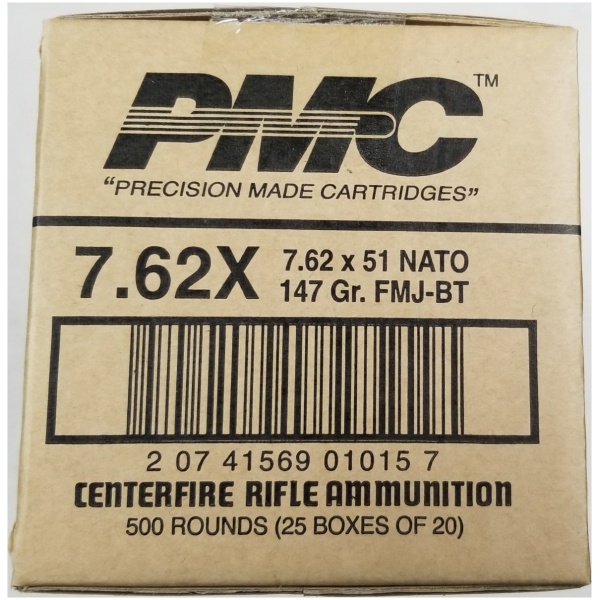 PMC™
"PRECISION MADE CARTRIDGES"
7.62X
7.62 x 51 NATO
147 Gr. FMJ-BT
2 07 41569 01015 7
CENTERFIRE RIFLE AMMUNITION
500 ROUNDS (25 BOXES OF 20)